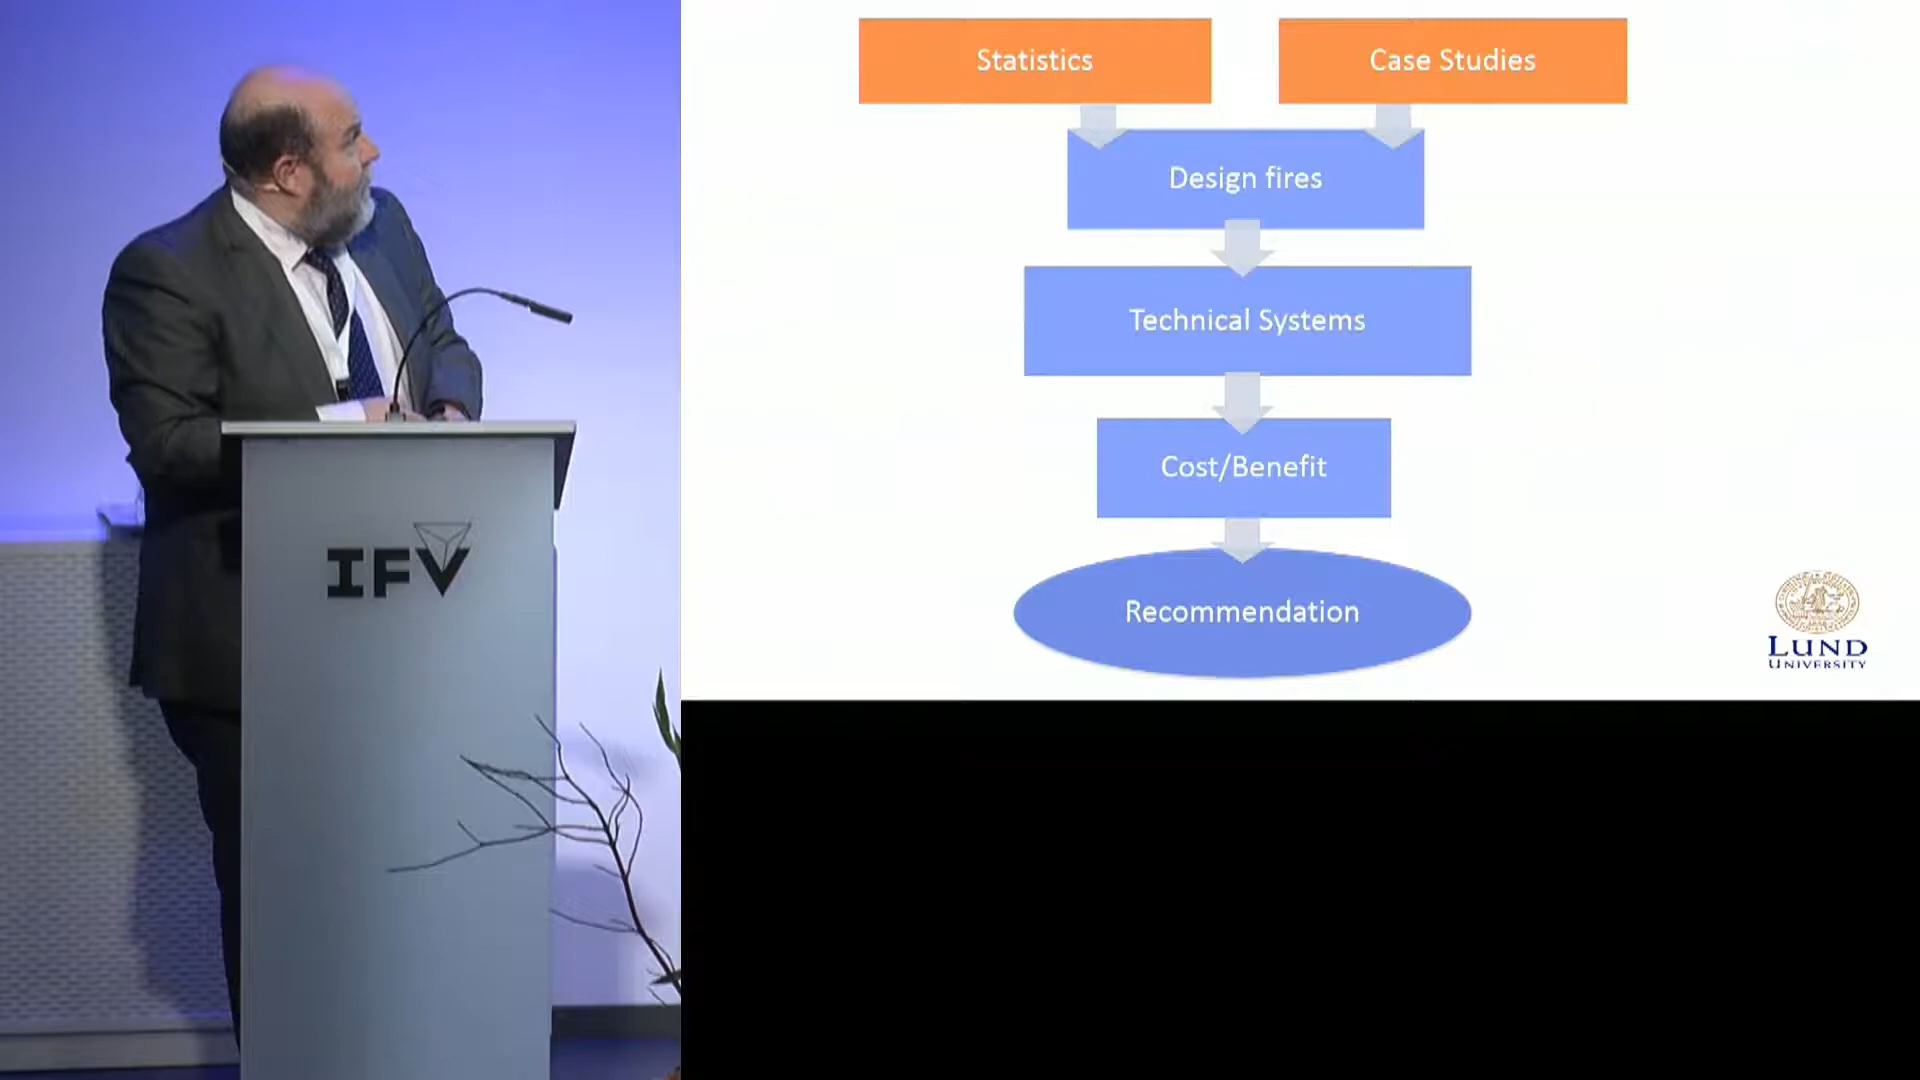 Statistics
Case Studies
Design fires
Technical Systems
Cost/Benefit
Recommendation
IFV
LUND
UNIVERSITY